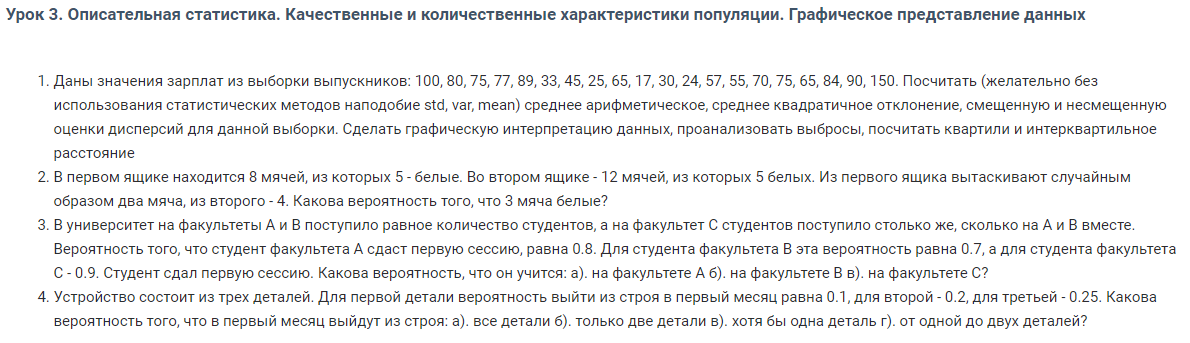 Урок 3. Описательная статистика. Качественные и количественные характеристики популяции. Графическое представление данных
1. Даны значения зарплат из выборки выпускников: 100, 80, 75, 77, 89, 33, 45, 25, 65, 17, 30, 24, 57, 55, 70, 75, 65, 84, 90, 150. Посчитать (желательно без
использования статистических методов наподобие std, var, mean) среднее арифметическое, среднее квадратичное отклонение, смещенную и несмещенную
оценки дисперсий для данной выборки. Сделать графическую интерпретацию данных, проанализовать выбросы, посчитать квартили и интерквартильное
расстояние
2. В первом ящике находится 8 мячей, из которых 5 - белые. Во втором ящике - 12 мячей, из которых 5 белых. Из первого ящика вытаскивают случайным
образом два мяча, из второго - 4. Какова вероятность того, что 3 мяча белые?
3. В университет на факультеты A и B поступило равное количество студентов, а на факультет C студентов поступило столько же, сколько на A и B вместе.
Вероятность того, что студент факультета A сдаст первую сессию, равна 0.8. Для студента факультета B эта вероятность равна 0.7, а для студента факультета
C - 0.9. Студент сдал первую сессию. Какова вероятность, что он учится: a). на факультете A б). на факультете B в). на факультете C?
4. Устройство состоит из трех деталей. Для первой детали вероятность выйти из строя в первый месяц равна 0.1, для второй - 0.2, для третьей - 0.25. Какова
вероятность того, что в первый месяц выйдут из строя: а). все детали б). только две детали в). хотя бы одна деталь г). от одной до двух деталей?